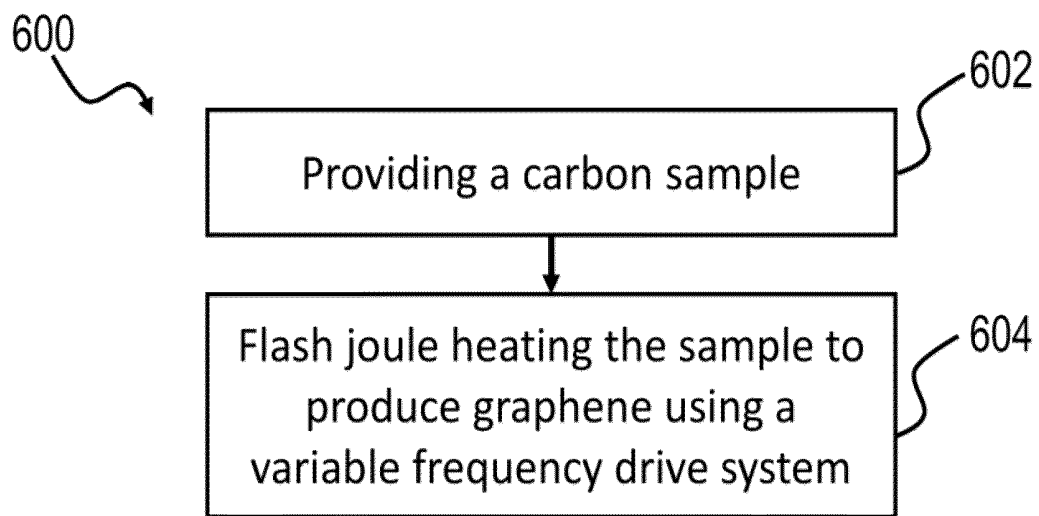 600
602
Providing a carbon sample
Flash joule heating the sample to
produce graphene using a
variable frequency drive system
604